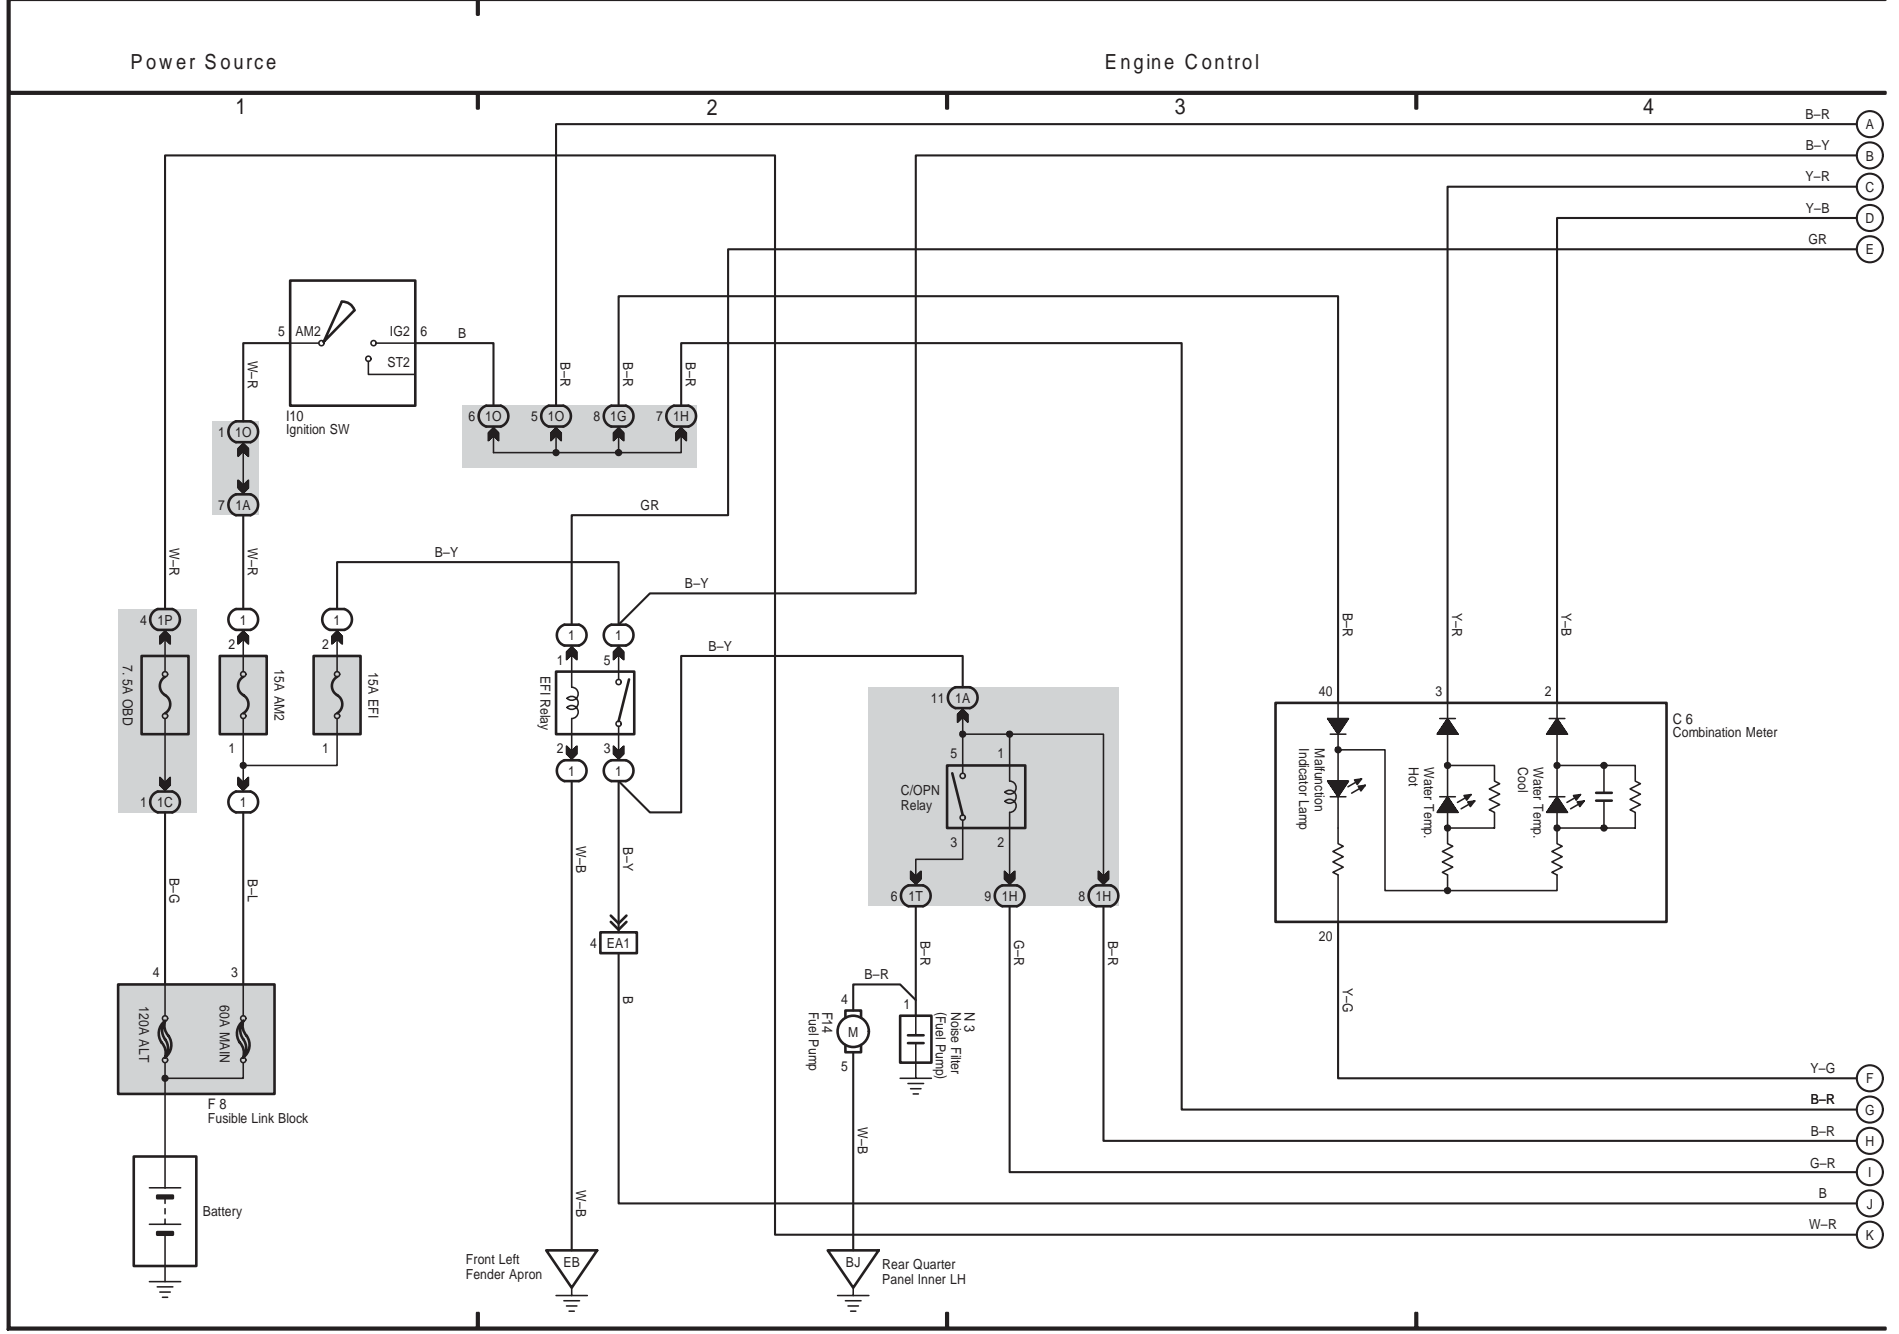 Power Source
Engine Control
1
2
3
4
B–R
A
B–Y
B
Y–R
C
Y–B
D
GR
E
5
AM2
IG2
6
B
ST2
I10
Ignition SW
W–R
B–R
B–R
B–R
6
1O
5
1O
8
1G
7
1H
1
1O
7
1A
GR
W–R
W–R
B–Y
B–Y
B–Y
4
1P
1
1
2
2
7.5A OBD
15A AM2
15A EFI
1
1
1
1C
1
1
1
1
5
EFI Relay
2
3
1
1
11
1A
5
1
C/OPN
Relay
3
2
6
1T
9
1H
8
1H
B–R
Y–R
Y–B
40
3
2
C 6
Combination Meter
Malfunction
Indicator Lamp
Water Temp.
Hot
Water Temp.
Cool
20
B–G
B–L
W–B
B–Y
4
EA1
B
B–R
G–R
B–R
B–R
Y–G
4
3
120A ALT
60A MAIN
F 8
Fusible Link Block
4
1
F14
Fuel Pump
M
5
N 3
Noise Filter
(Fuel Pump)
W–B
W–B
Battery
Front Left
Fender Apron
EB
BJ
Rear Quarter
Panel Inner LH
Y–G
F
B–R
G
B–R
H
G–R
I
B
J
W–R
K